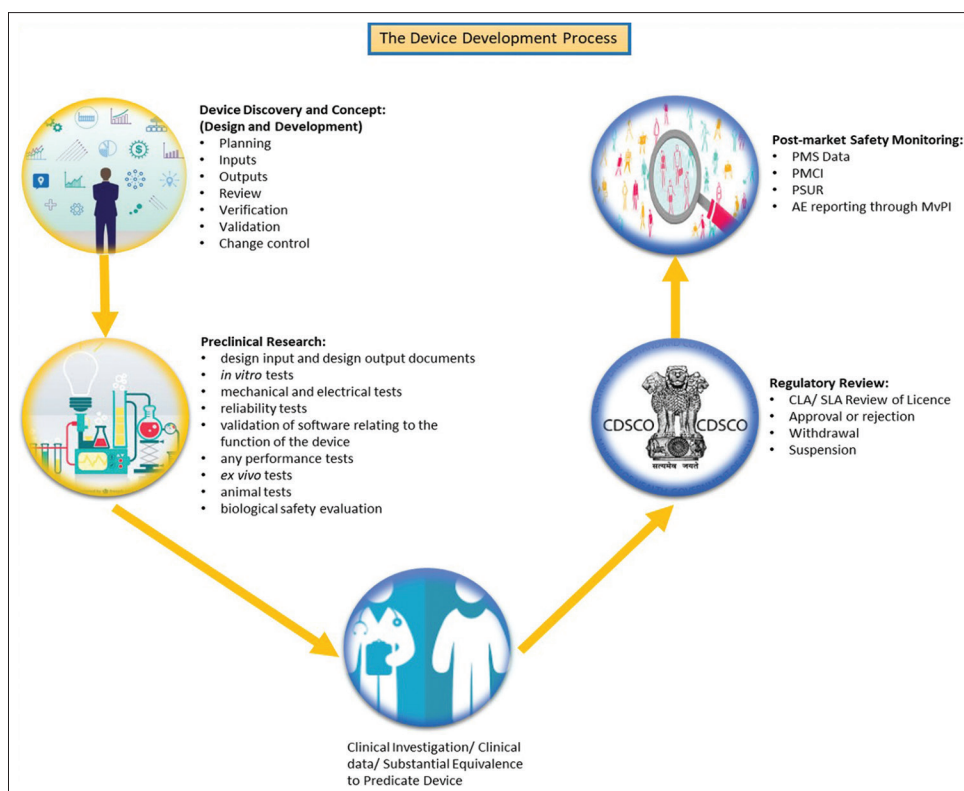 The Device Development Process
Device Discovery and Concept:
(Design and Development)
• Planning
• Inputs
• Outputs
• Review
• Verification
• Validation
• Change control
Preclinical Research:
• design input and design output documents
• in vitro tests
• mechanical and electrical tests
• reliability tests
• validation of software relating to the
function of the device
• any performance tests
• ex vivo tests
• animal tests
• biological safety evaluation
Clinical Investigation/ Clinical
data/ Substantial Equivalence
to Predicate Device
CDSCO CDSCO
सत्यमेव जयते
Regulatory Review:
• CLA/ SLA Review of Licence
• Approval or rejection
• Withdrawal
• Suspension
Post-market Safety Monitoring:
• PMS Data
• PMCI
• PSUR
• AE reporting through MvPI